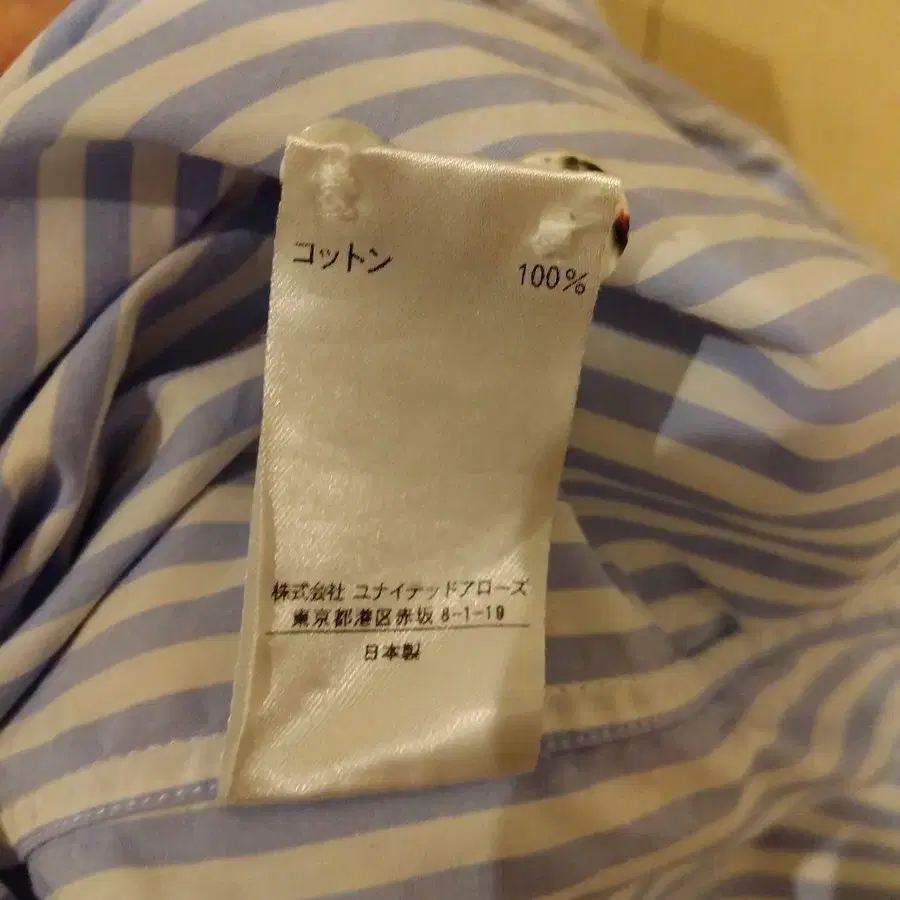 コットン 100%
株式会社 ユナイテッドアローズ
東京都港区赤坂 8-1-19
日本製